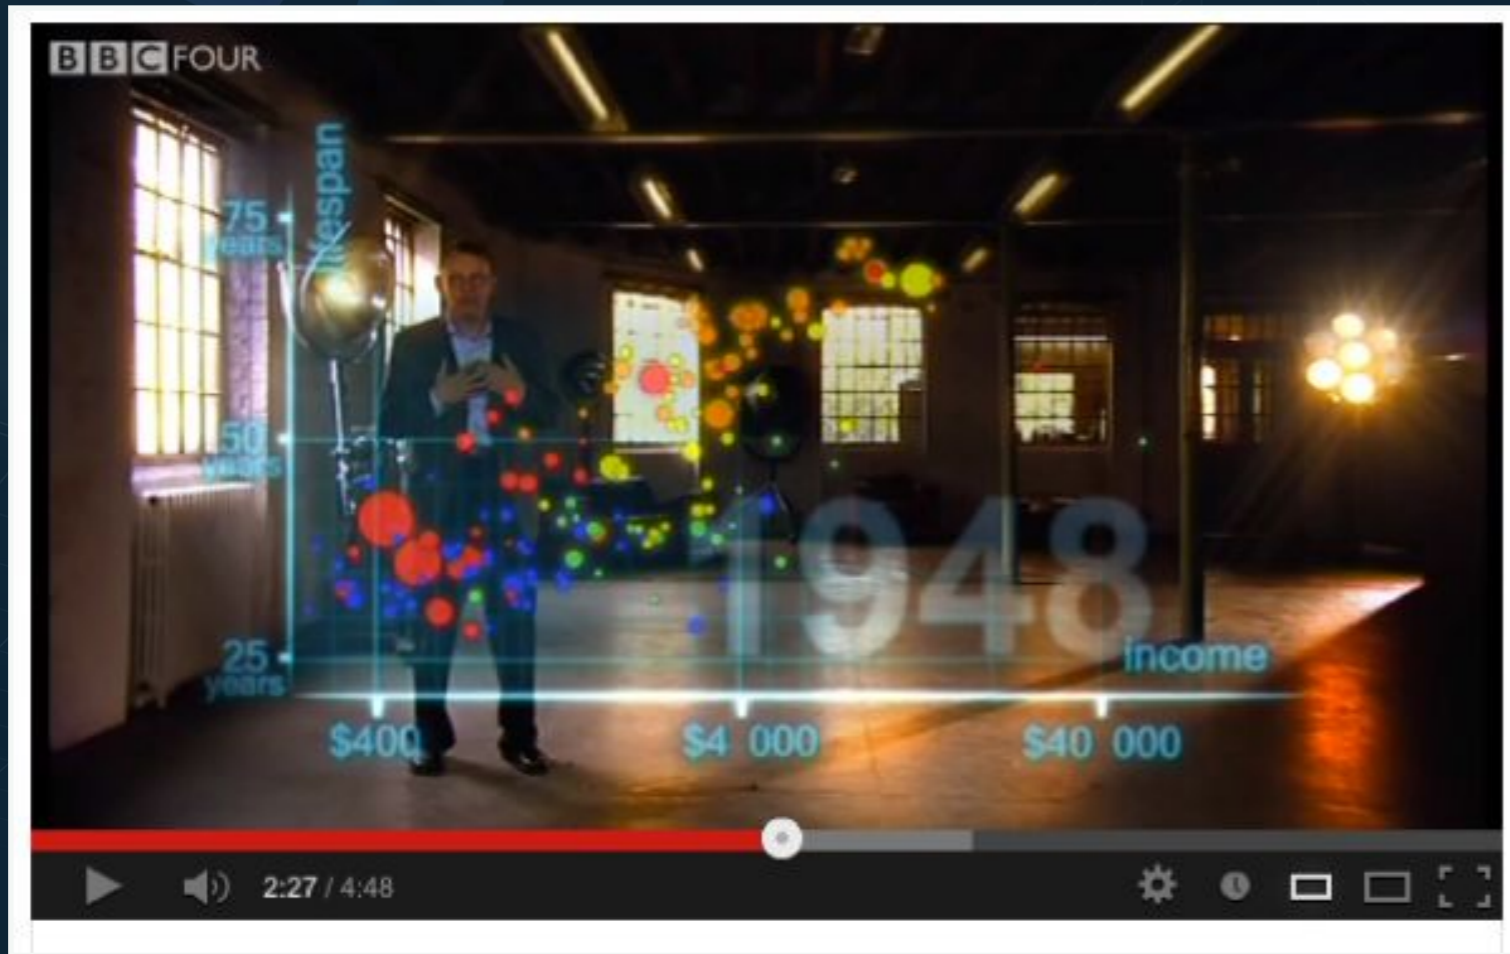 BBC FOUR
lifespan
75
years
50
years
25
years
1948
income
$400
$4 000
$40 000
2:27 / 4:48